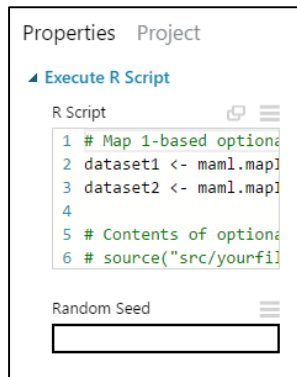 Properties Project
Execute R Script
R Script
1 # Map 1-based optiona
2 dataset1 <- maml.mapI
3 dataset2 <- maml.mapI
4
5 # Contents of optiona
6 # source("src/yourfil
Random Seed